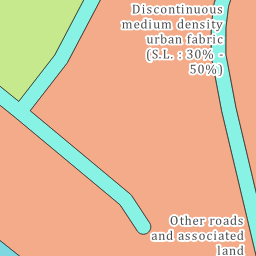 Discontinuous
medium density
urban fabric
(S.L. : 30% -
50%)
Other roads
and associated
land